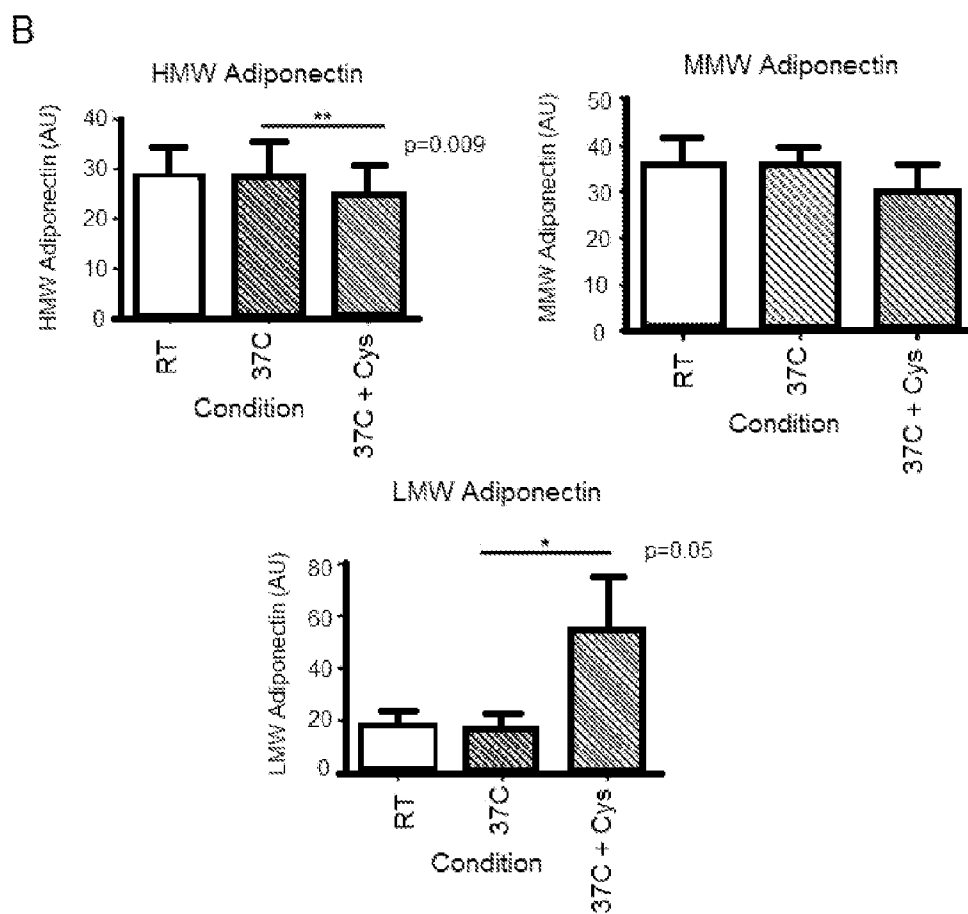 B
HMW Adiponectin
HMW Adiponectin (AU)
40
30
20
10
0
**
p=0.009
RT
37C
37C + Cys
Condition
MMW Adiponectin
MMW Adiponectin (AU)
50
40
30
20
10
0
RT
37C
37C + Cys
Condition
LMW Adiponectin
LMW Adiponectin (AU)
80
60
40
20
0
*
p=0.05
RT
37C
37C + Cys
Condition